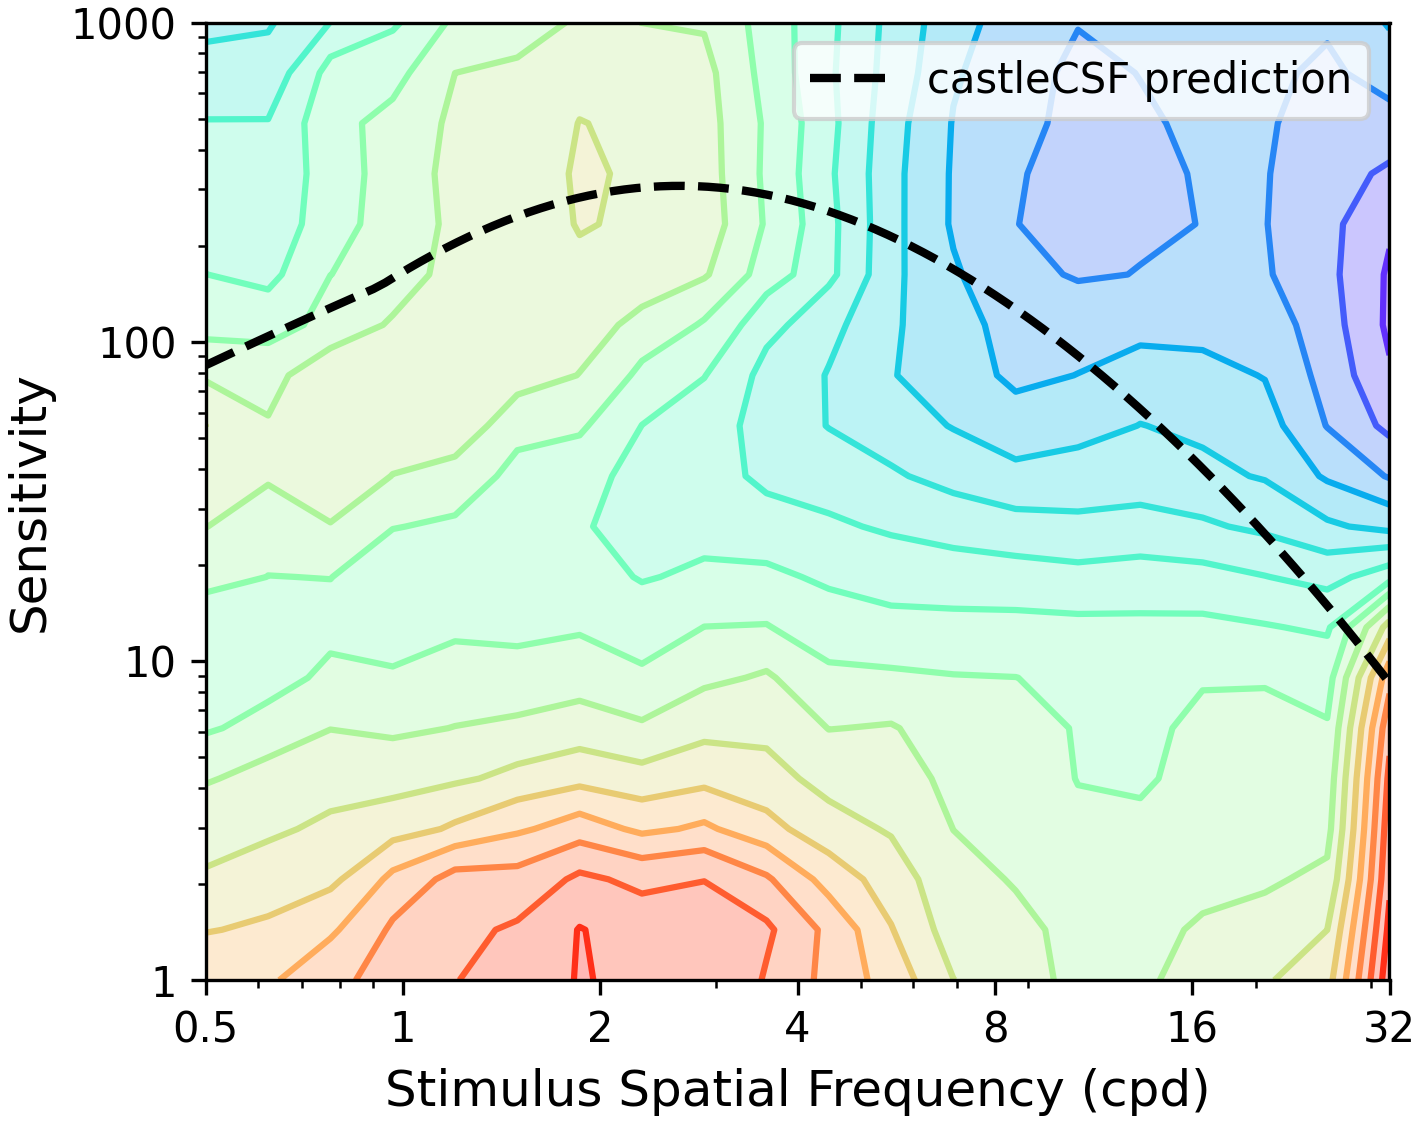 1000
castleCSF prediction
100
Sensitivity
10
1
0.5 1 2 4 8 16 32
Stimulus Spatial Frequency (cpd)